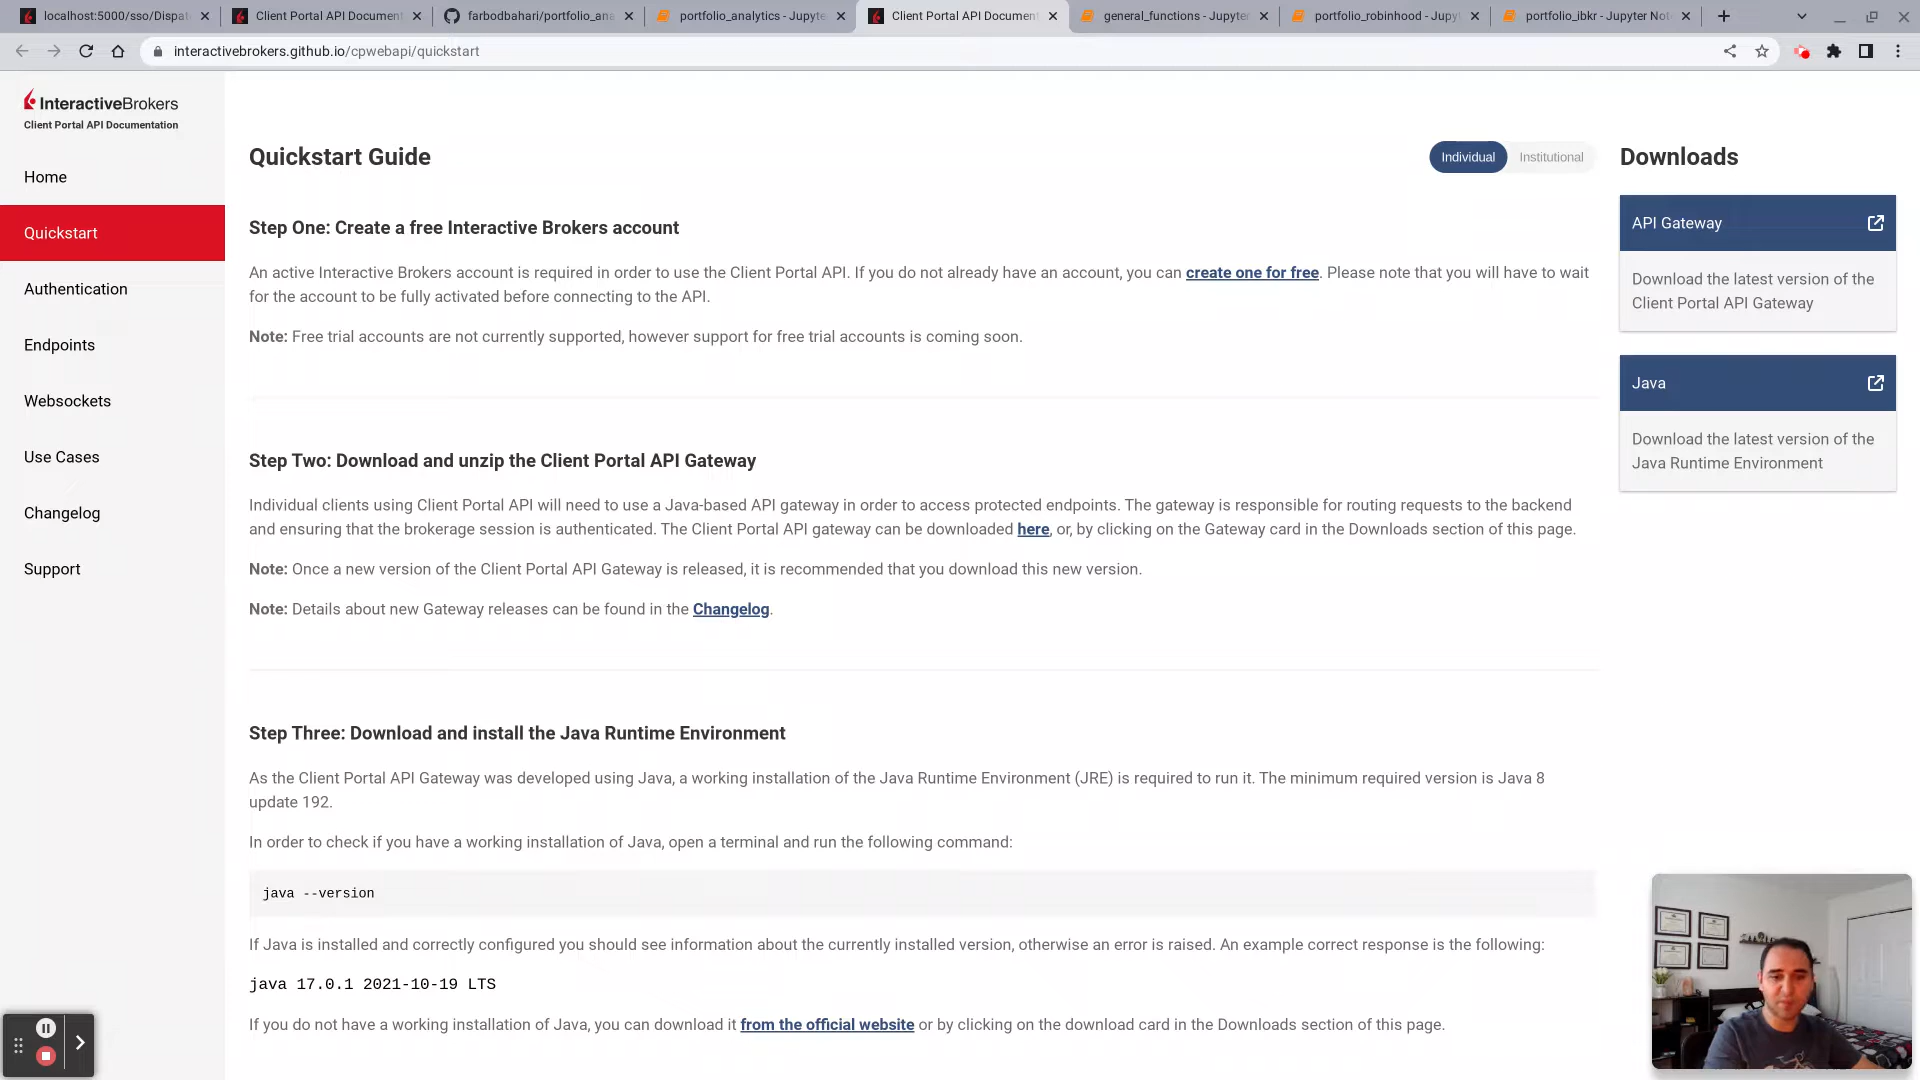 localhost:5000/sso/Dispat
Client Portal API Document
farbodbahari/portfolio_ana
portfolio_analytics - Jupyte
Client Portal API Document
general_functions - Jupyter
portfolio_robinhood - Jupyt
portfolio_ibkr - Jupyter Not
interactivebrokers.github.io/cpwebapi/quickstart
InteractiveBrokers
Client Portal API Documentation
Home
Quickstart
Authentication
Endpoints
Websockets
Use Cases
Changelog
Support
Quickstart Guide
Individual
Institutional
Step One: Create a free Interactive Brokers account
An active Interactive Brokers account is required in order to use the Client Portal API. If you do not already have an account, you can create one for free. Please note that you will have to wait
for the account to be fully activated before connecting to the API.
Note: Free trial accounts are not currently supported, however support for free trial accounts is coming soon.
Step Two: Download and unzip the Client Portal API Gateway
Individual clients using Client Portal API will need to use a Java-based API gateway in order to access protected endpoints. The gateway is responsible for routing requests to the backend
and ensuring that the brokerage session is authenticated. The Client Portal API gateway can be downloaded here, or, by clicking on the Gateway card in the Downloads section of this page.
Note: Once a new version of the Client Portal API Gateway is released, it is recommended that you download this new version.
Note: Details about new Gateway releases can be found in the Changelog.
Step Three: Download and install the Java Runtime Environment
As the Client Portal API Gateway was developed using Java, a working installation of the Java Runtime Environment (JRE) is required to run it. The minimum required version is Java 8
update 192.
In order to check if you have a working installation of Java, open a terminal and run the following command:
java --version
If Java is installed and correctly configured you should see information about the currently installed version, otherwise an error is raised. An example correct response is the following:
java 17.0.1 2021-10-19 LTS
If you do not have a working installation of Java, you can download it from the official website or by clicking on the download card in the Downloads section of this page.
Downloads
API Gateway
Download the latest version of the
Client Portal API Gateway
Java
Download the latest version of the
Java Runtime Environment